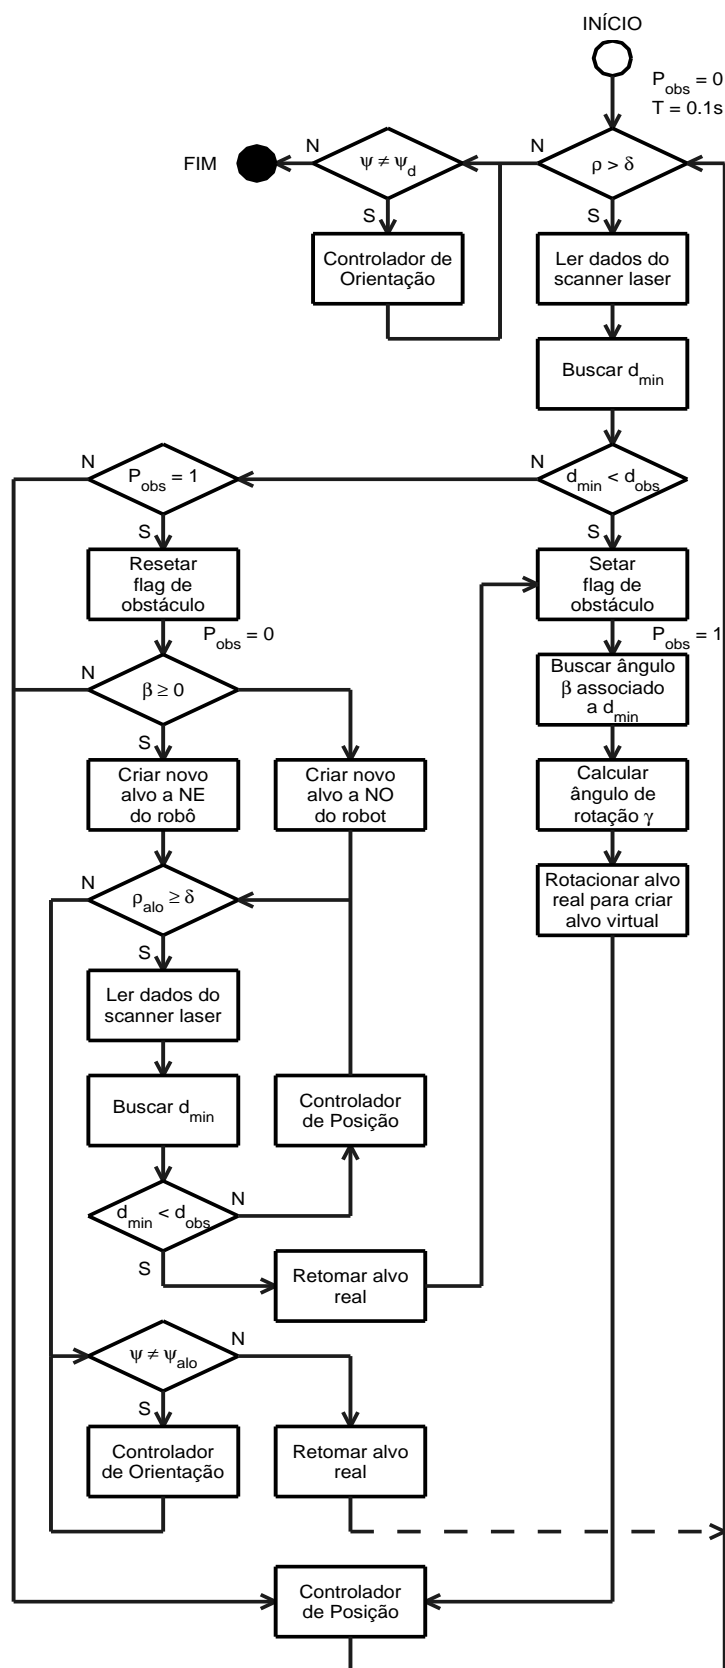 INÍCIO
P_obs = 0
T = 0.1s
N
ρ > δ
N
ψ ≠ ψ_d
FIM
S
S
Controlador de
Orientação
Ler dados do
scanner laser
Buscar d_min
N
P_obs = 1
N
d_min < d_obs
S
S
Resetar
flag de
obstáculo
Setar
flag de
obstáculo
P_obs = 0
P_obs = 1
N
β ≥ 0
Buscar ângulo
β associado
a d_min
S
Criar novo
alvo a NE
do robô
Criar novo
alvo a NO
do robot
Calcular
ângulo de
rotação γ
N
ρ_alo ≥ δ
Rotacionar alvo
real para criar
alvo virtual
S
Ler dados do
scanner laser
Buscar d_min
Controlador
de Posição
N
d_min < d_obs
S
Retomar alvo
real
N
ψ ≠ ψ_alo
S
Controlador
de Orientação
Retomar alvo
real
Controlador
de Posição